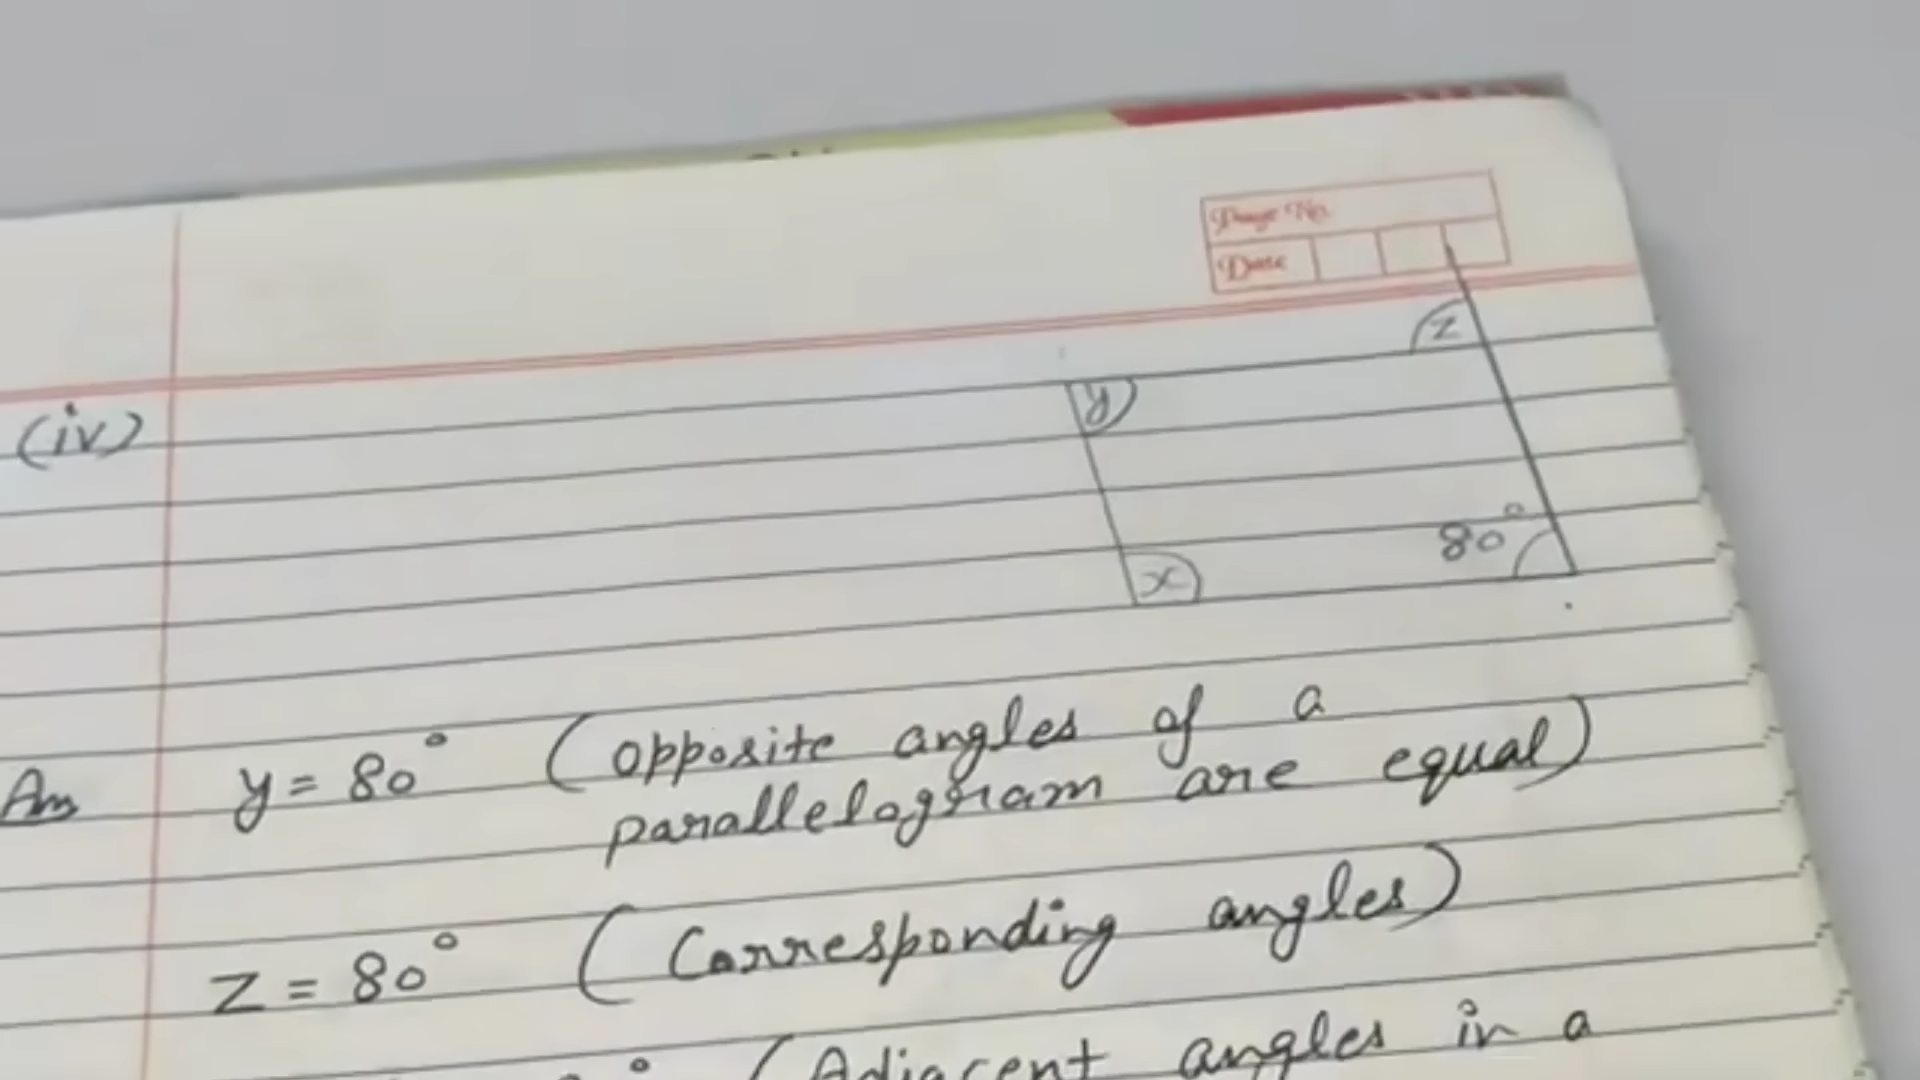 Page No.
Date
(iv)
z
y
80°
x
Ans y = 80° (opposite angles of a
parallelogram are equal)
z = 80° (Corresponding angles)
(Adjacent angles in a